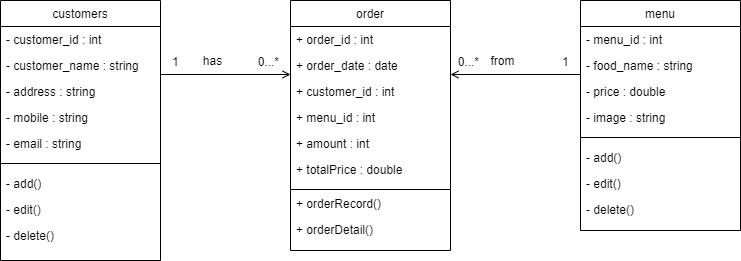 customers
- customer_id : int
- customer_name : string
- address : string
- mobile : string
- email : string
- add()
- edit()
- delete()
1 has 0...*
order
+ order_id : int
+ order_date : date
+ customer_id : int
+ menu_id : int
+ amount : int
+ totalPrice : double
+ orderRecord()
+ orderDetail()
0...* from 1
menu
- menu_id : int
- food_name : string
- price : double
- image : string
- add()
- edit()
- delete()